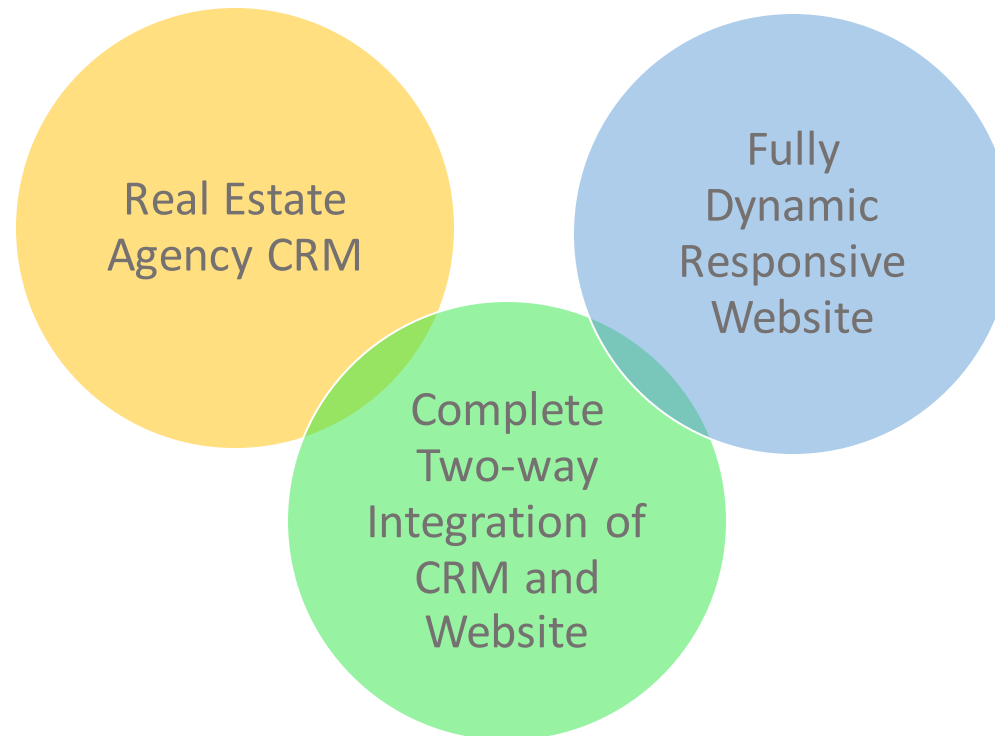 Real Estate
Agency CRM
Fully
Dynamic
Responsive
Website
Complete
Two-way
Integration of
CRM and
Website